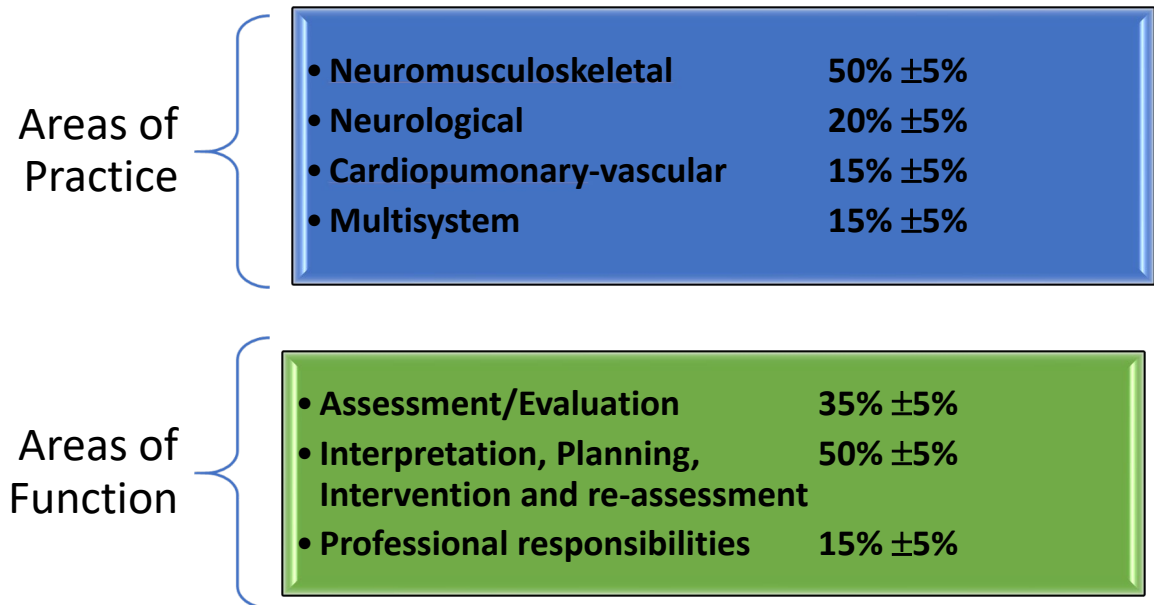 Areas of
Practice
• Neuromusculoskeletal 50% ±5%
• Neurological 20% ±5%
• Cardiopumonary-vascular 15% ±5%
• Multisystem 15% ±5%
Areas of
Function
• Assessment/Evaluation 35% ±5%
• Interpretation, Planning, 50% ±5%
Intervention and re-assessment
• Professional responsibilities 15% ±5%